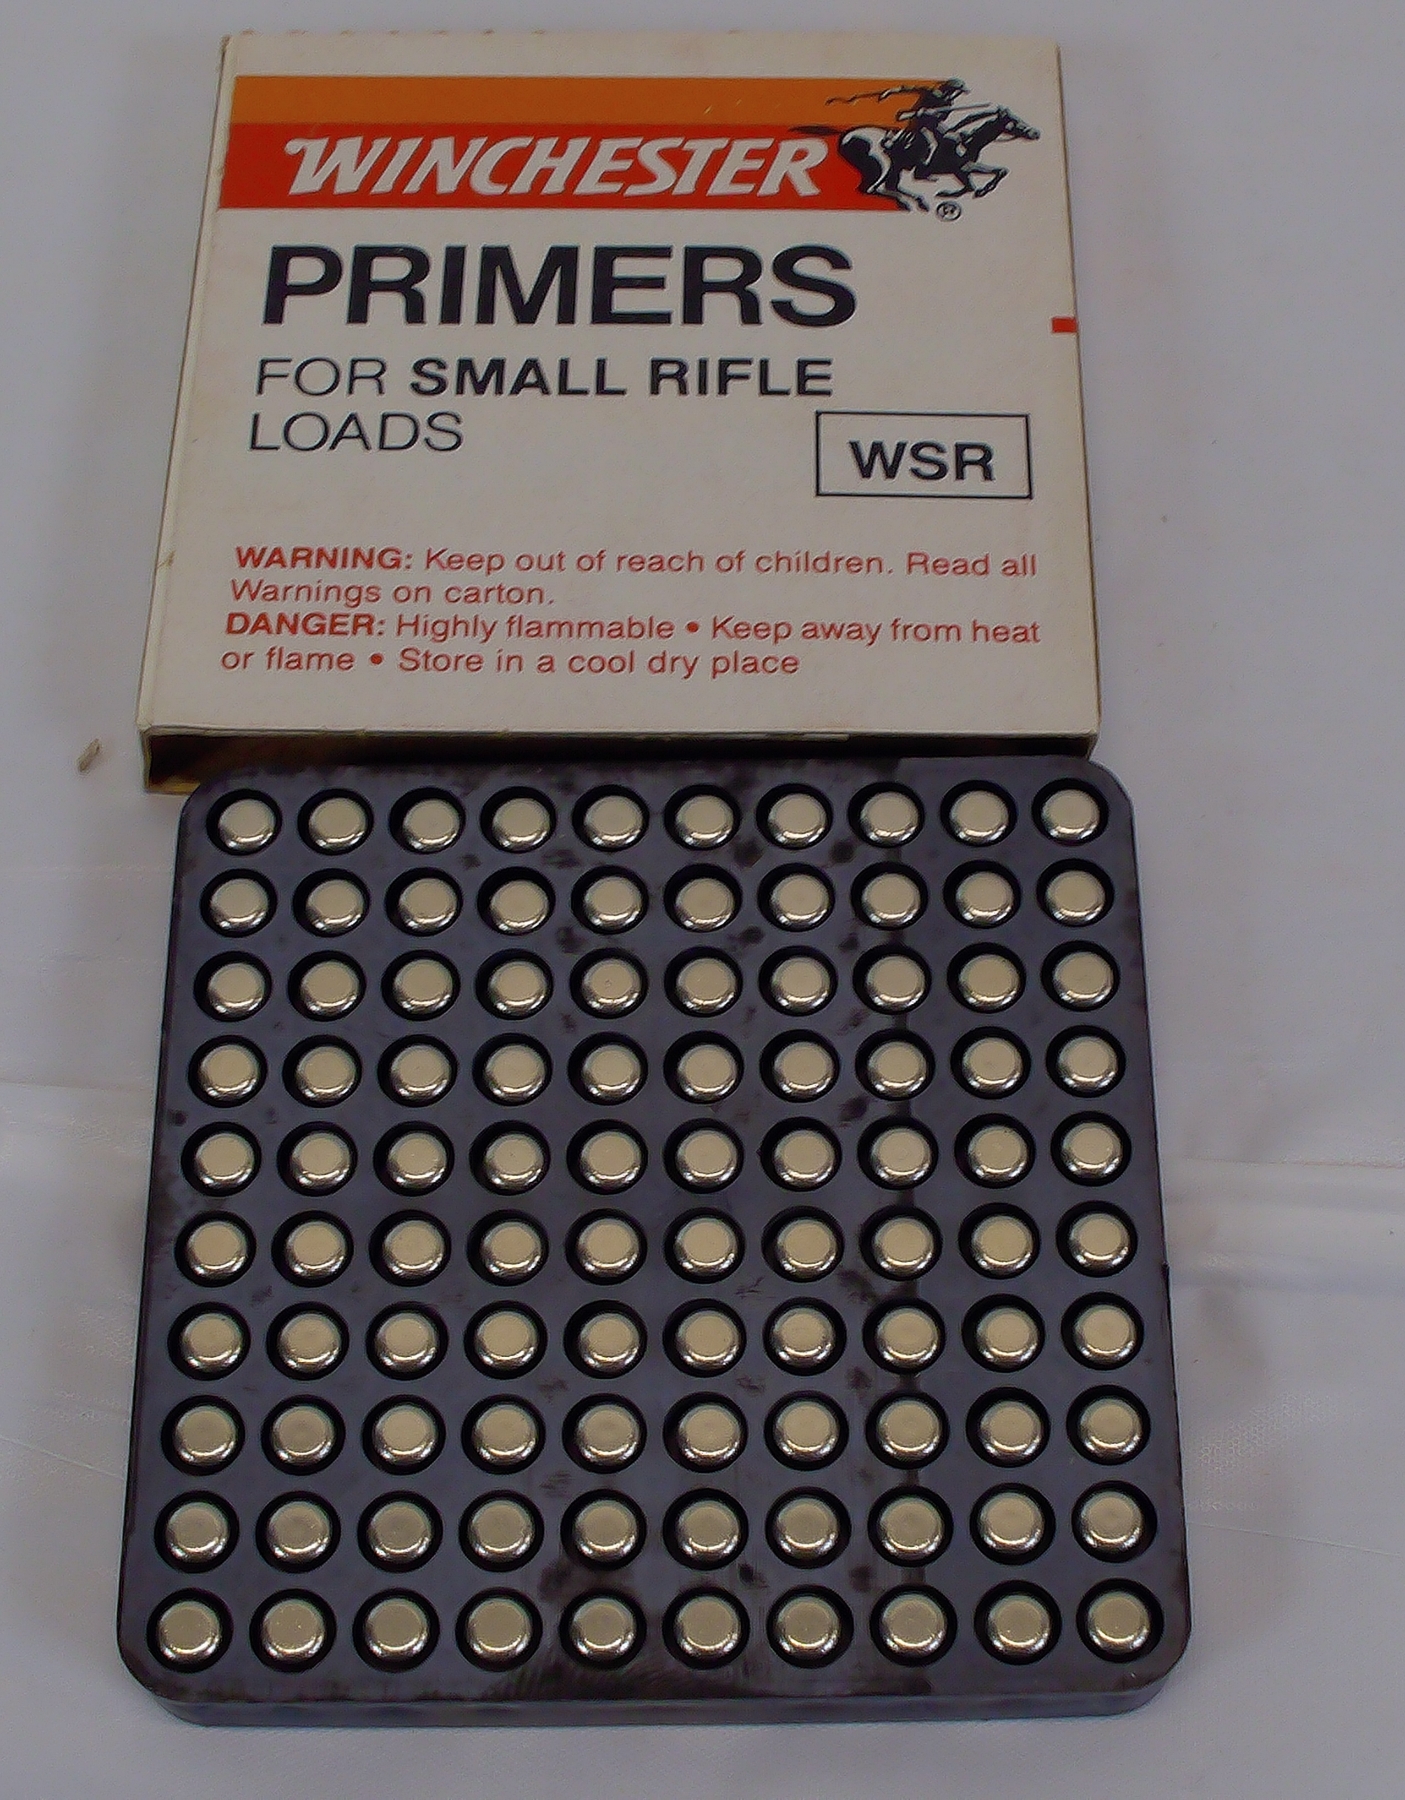 WINCHESTER
®
PRIMERS
FOR SMALL RIFLE
LOADS
WSR
WARNING: Keep out of reach of children. Read all
Warnings on carton.
DANGER: Highly flammable • Keep away from heat
or flame • Store in a cool dry place